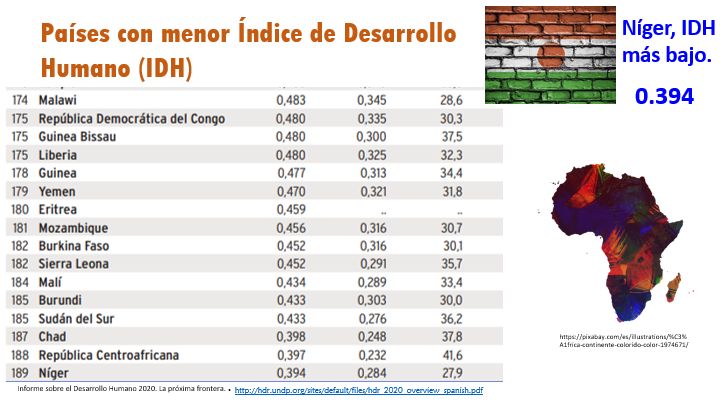 Países con menor Índice de Desarrollo
Humano (IDH)
Níger, IDH
más bajo.
0.394
174 Malawi 0,483 0,345 28,6
175 República Democrática del Congo 0,480 0,335 30,3
175 Guinea Bissau 0,480 0,300 37,5
175 Liberia 0,480 0,325 32,3
178 Guinea 0,477 0,313 34,4
179 Yemen 0,470 0,321 31,8
180 Eritrea 0,459 .. ..
181 Mozambique 0,456 0,316 30,7
182 Burkina Faso 0,452 0,316 30,1
182 Sierra Leona 0,452 0,291 35,7
184 Malí 0,434 0,289 33,4
185 Burundi 0,433 0,303 30,0
185 Sudán del Sur 0,433 0,276 36,2
187 Chad 0,398 0,248 37,8
188 República Centroafricana 0,397 0,232 41,6
189 Níger 0,394 0,284 27,9
https://pixabay.com/es/illustrations/%C3%
A1frica-continente-colorido-color-1974671/
Informe sobre el Desarrollo Humano 2020. La próxima frontera. • http://hdr.undp.org/sites/default/files/hdr_2020_overview_spanish.pdf